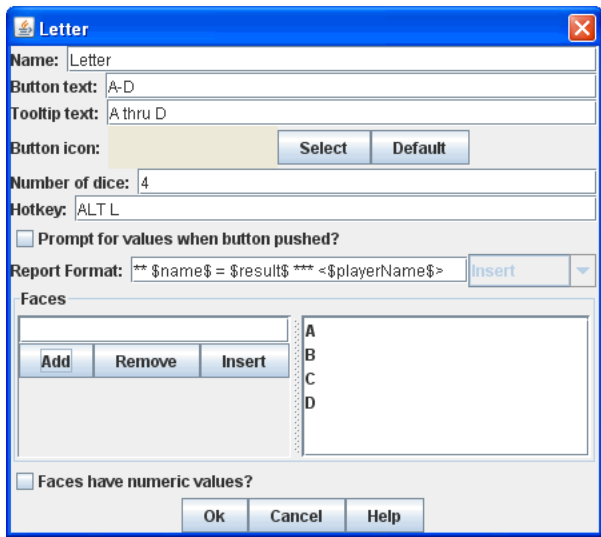 Letter
Name: Letter
Button text: A-D
Tooltip text: A thru D
Button icon: Select Default
Number of dice: 4
Hotkey: ALT L
Prompt for values when button pushed?
Report Format: ** $name$ = $result$ *** <$playerName$> Insert
Faces
A
B
C
D
Add Remove Insert
Faces have numeric values?
Ok Cancel Help